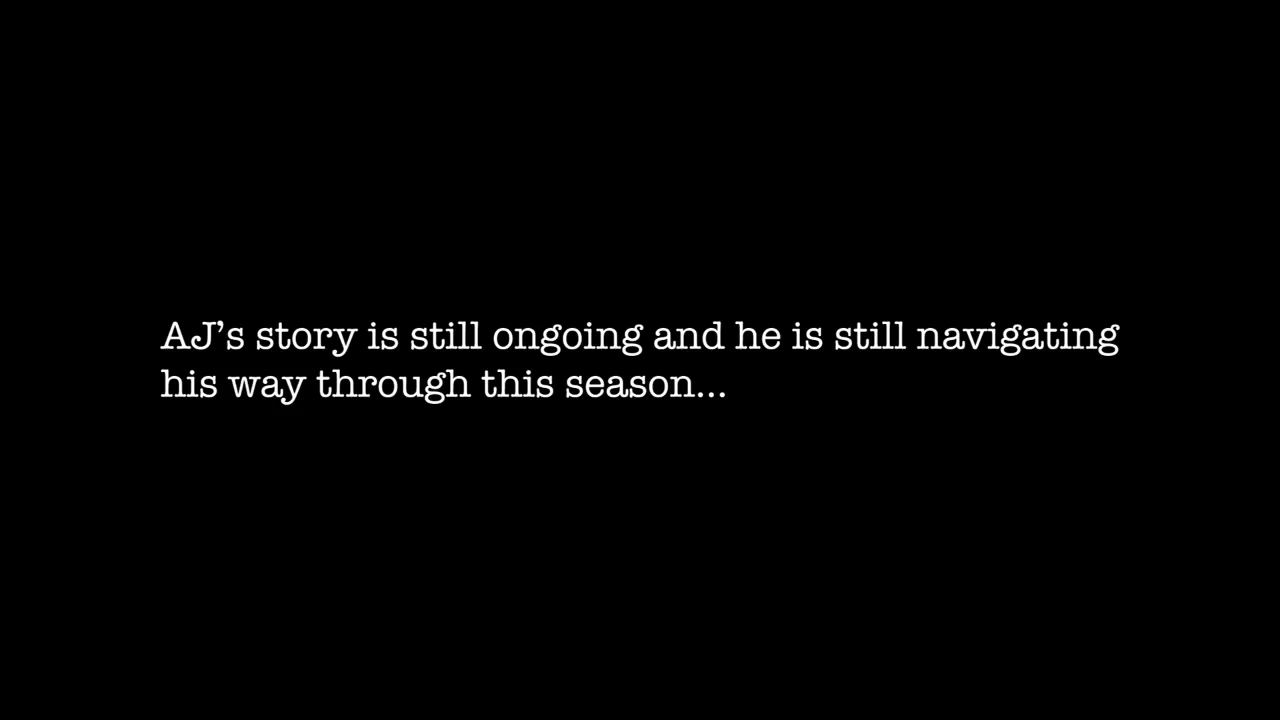 AJ’s story is still ongoing and he is still navigating
his way through this season...